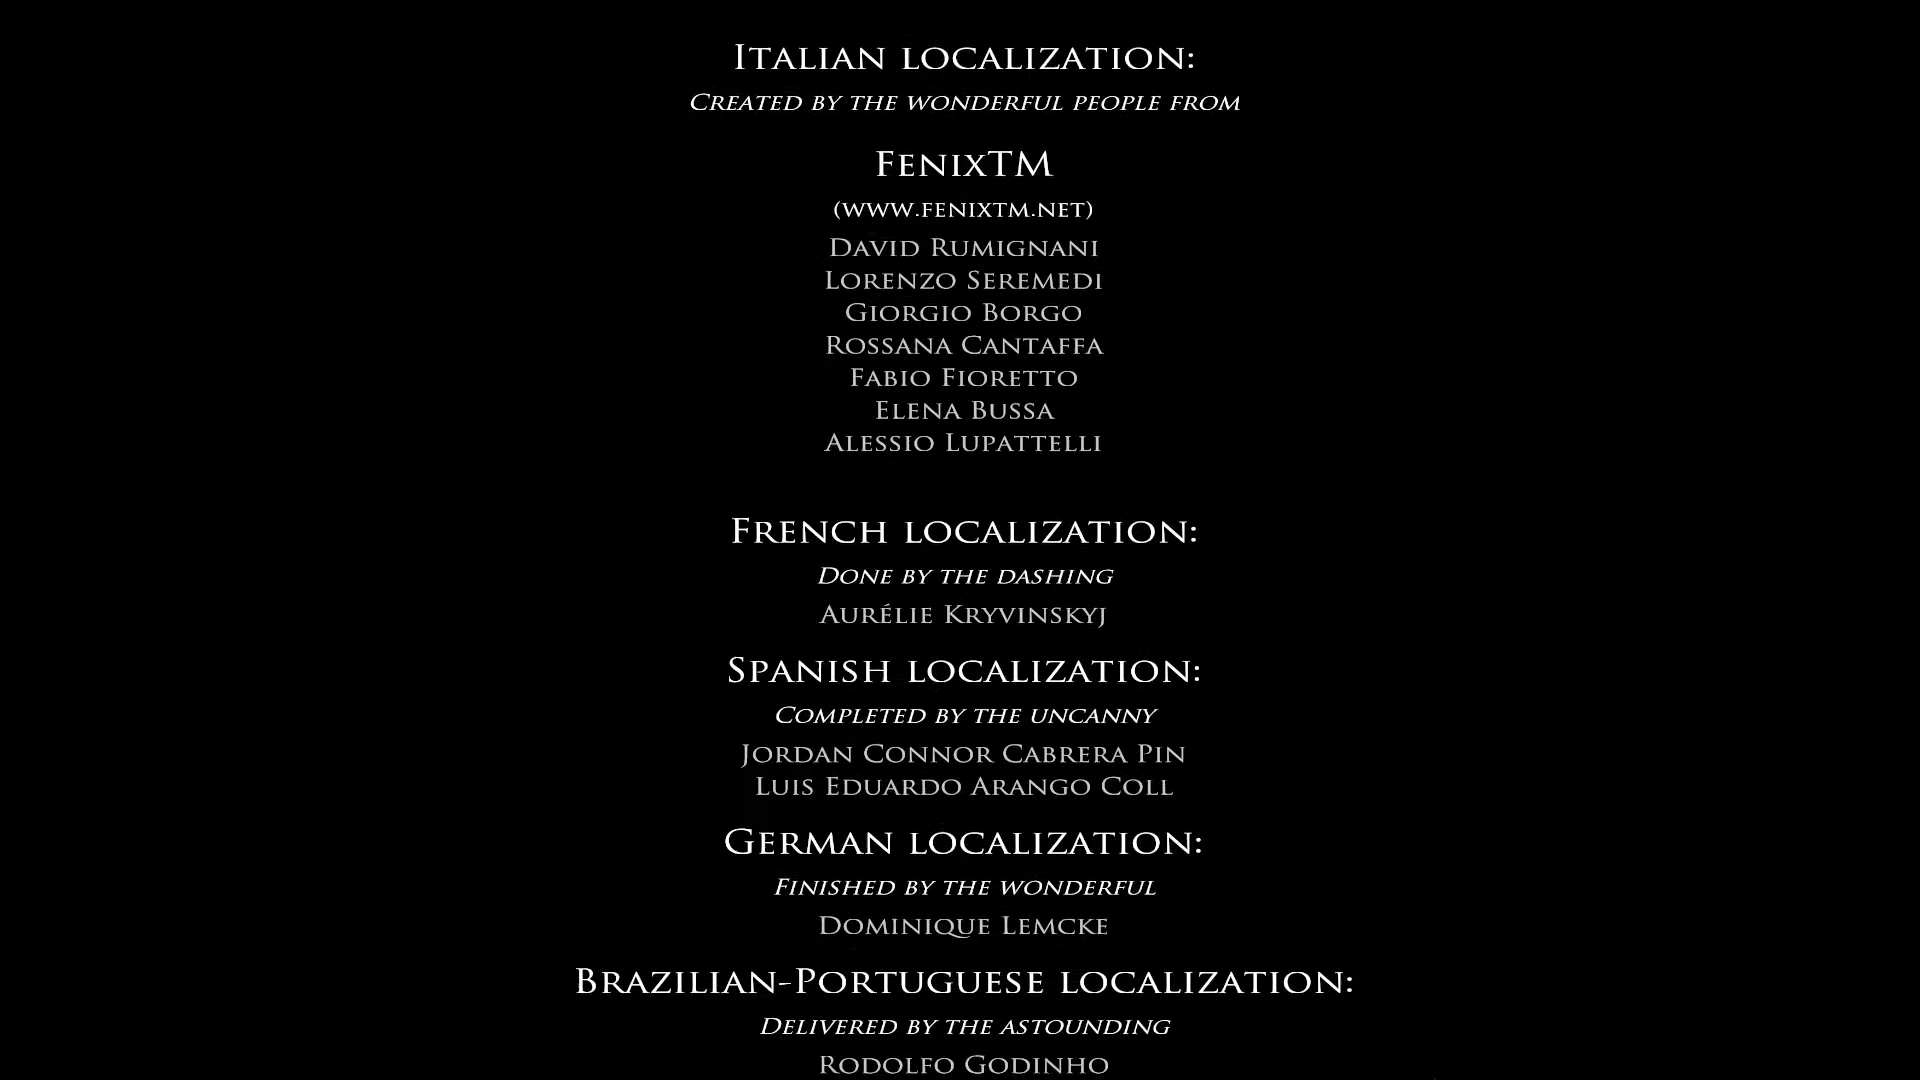 Italian localization:
Created by the wonderful people from
FenixTM
(www.fenixtm.net)
David Rumignani
Lorenzo Seremedi
Giorgio Borgo
Rossana Cantaffa
Fabio Fioretto
Elena Bussa
Alessio Lupattelli
French localization:
Done by the dashing
Aurélie Kryvinskyj
Spanish localization:
Completed by the uncanny
Jordan Connor Cabrera Pin
Luis Eduardo Arango Coll
German localization:
Finished by the wonderful
Dominique Lemcke
Brazilian-Portuguese localization:
Delivered by the astounding
Rodolfo Godinho